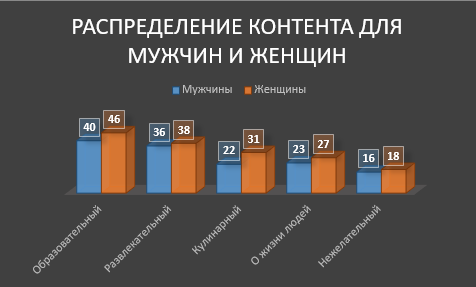 РАСПРЕДЕЛЕНИЕ КОНТЕНТА ДЛЯ
МУЖЧИН И ЖЕНЩИН
Мужчины Женщины
40 46 36 38 22 31 23 27 16 18
Образовательный
Развлекательный
Кулинарный
О жизни людей
Нежелательный